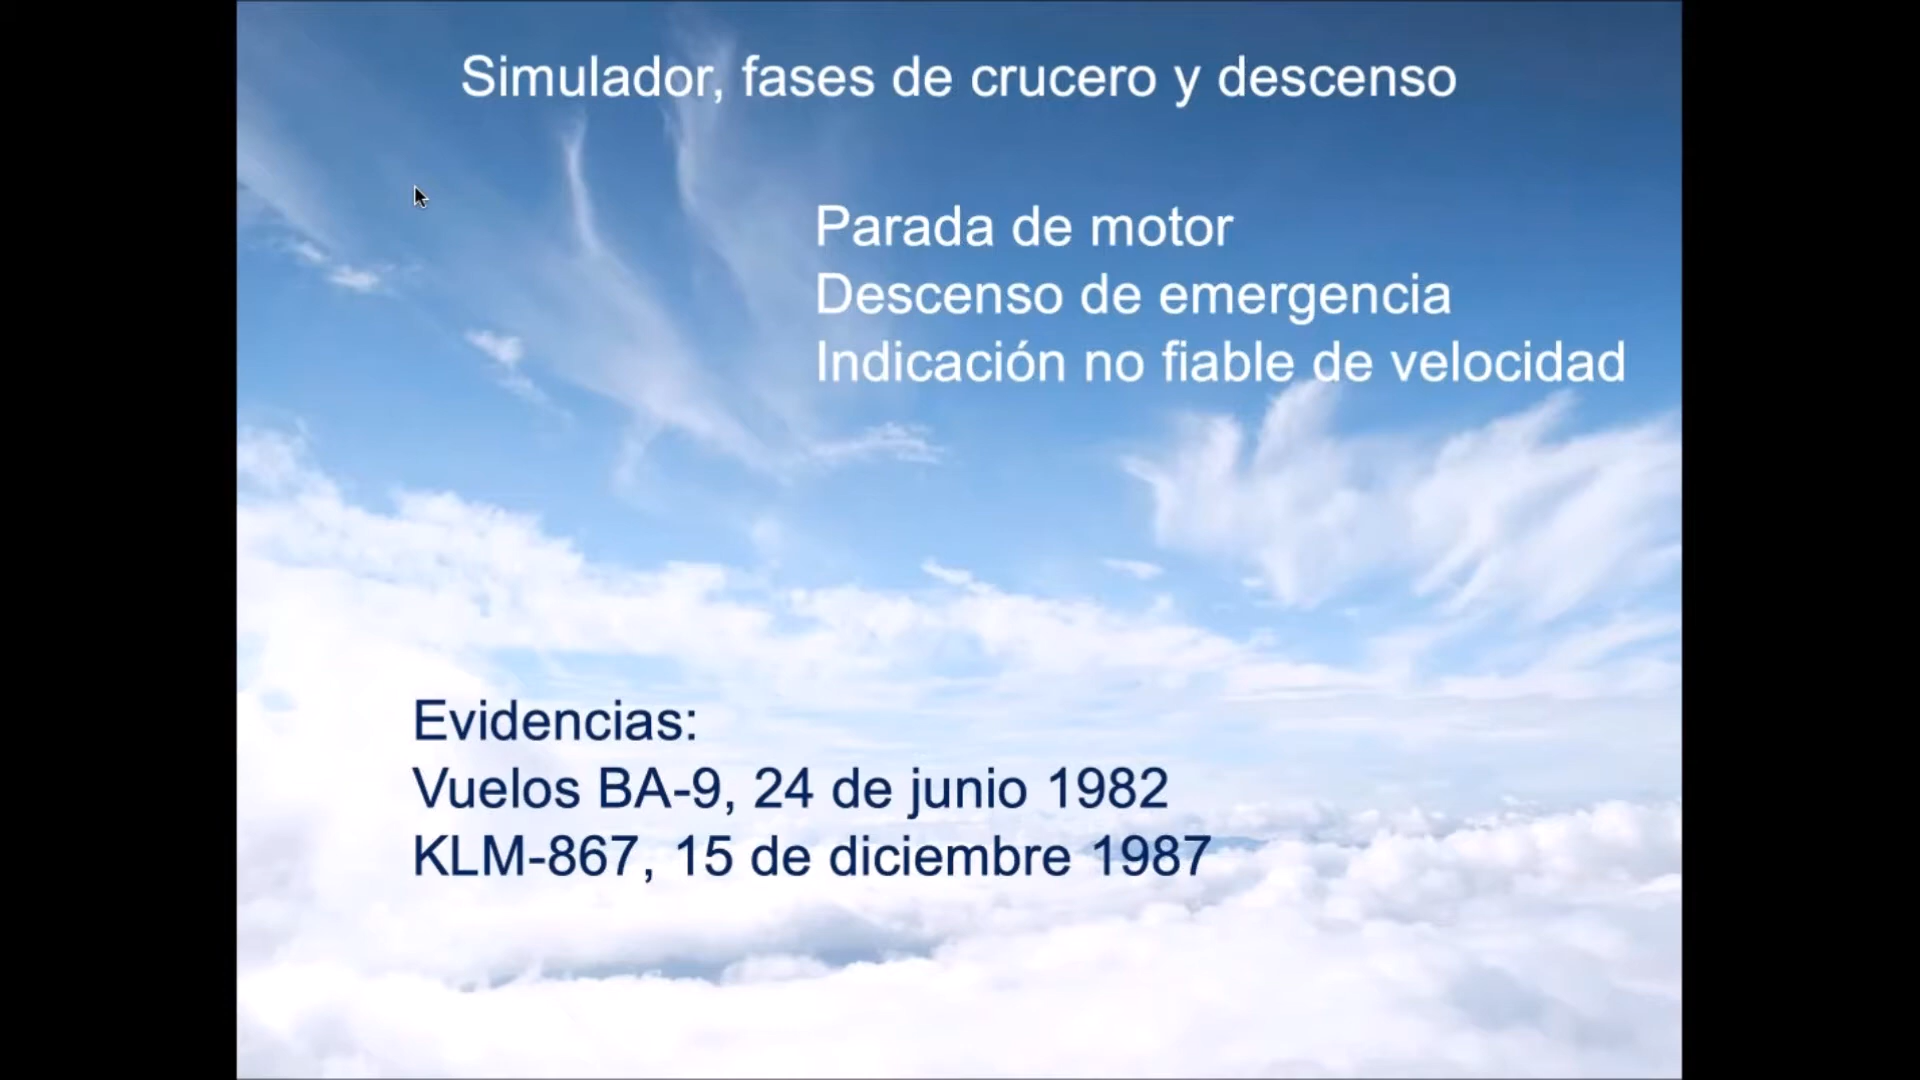 Simulador, fases de crucero y descenso
Parada de motor
Descenso de emergencia
Indicación no fiable de velocidad
Evidencias:
Vuelos BA-9, 24 de junio 1982
KLM-867, 15 de diciembre 1987